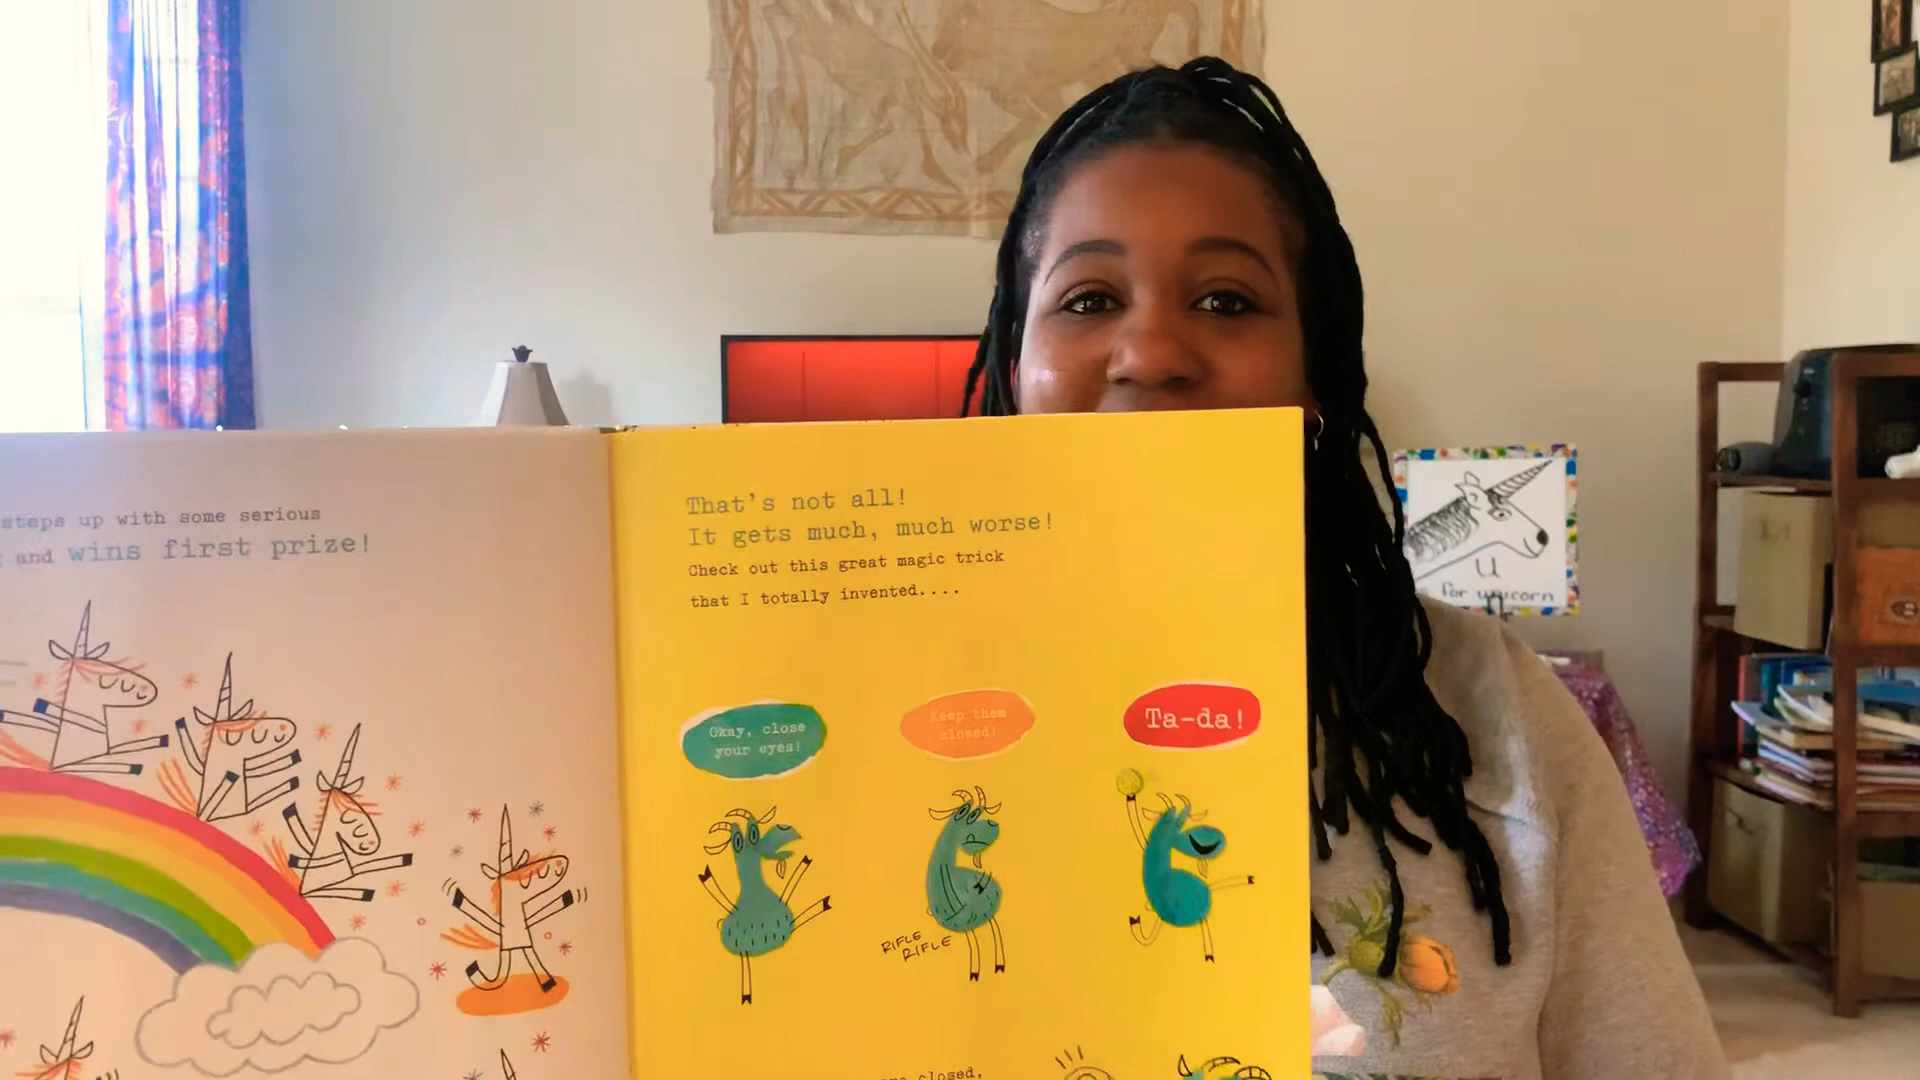 steps up with some serious
and wins first prize!
That's not all!
It gets much, much worse!
Check out this great magic trick
that I totally invented....
Okay, close
your eyes!
Keep them
closed!
Ta-da!
RIFLE
RIFLE
closed,
U
for unicorn